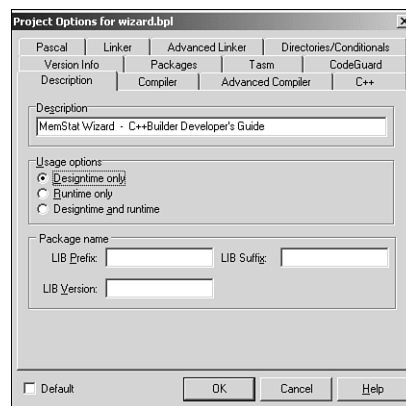 Project Options for wizard.bpl
Pascal Linker Advanced Linker Directories/Conditionals
Version Info Packages Tasm CodeGuard
Description Compiler Advanced Compiler C++
Description
MemStat Wizard - C++Builder Developer's Guide
Usage options
Designtime only
Runtime only
Designtime and runtime
Package name
LIB Prefix: LIB Suffix:
LIB Version:
Default OK Cancel Help